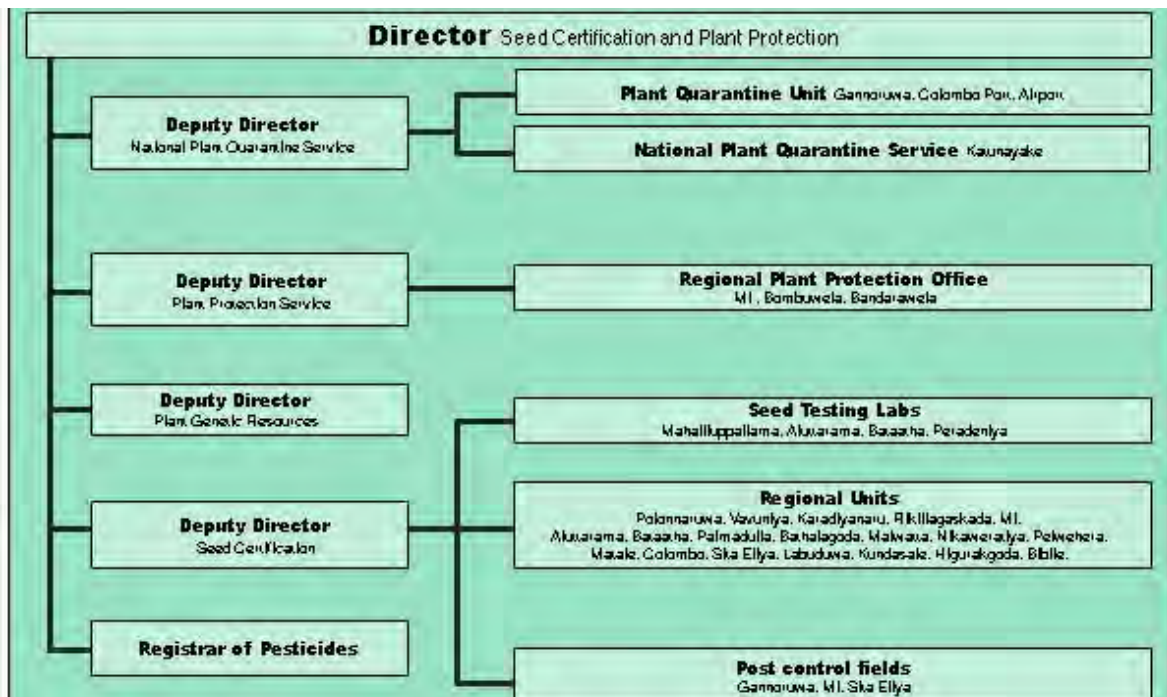 Director Seed Certification and Plant Protection
Deputy Director
National Plant Quarantine Service
Plant Quarantine Unit Gannoruwa, Colombo Port, Airport
National Plant Quarantine Service Katunayake
Deputy Director
Plant Protection Service
Regional Plant Protection Office
MI, Bombuwela, Bandarawela
Deputy Director
Plant Genetic Resources
Seed Testing Labs
Mahailluppallama, Aluttarama, Bataatha, Peradeniya
Deputy Director
Seed Certification
Regional Units
Polonnaruwa, Vavuniya, Karadiyanaru, Rikillagaskada, MI,
Aluttarama, Bataatha, Palmadulla, Bathalagoda, Nikaweratiya, Pelwehera,
Matale, Colombo, Sita Eliya, Labuduwa, Kundasale, Higurakgoda, Bibile.
Registrar of Pesticides
Post control fields
Gannoruwa, MI, Sita Eliya